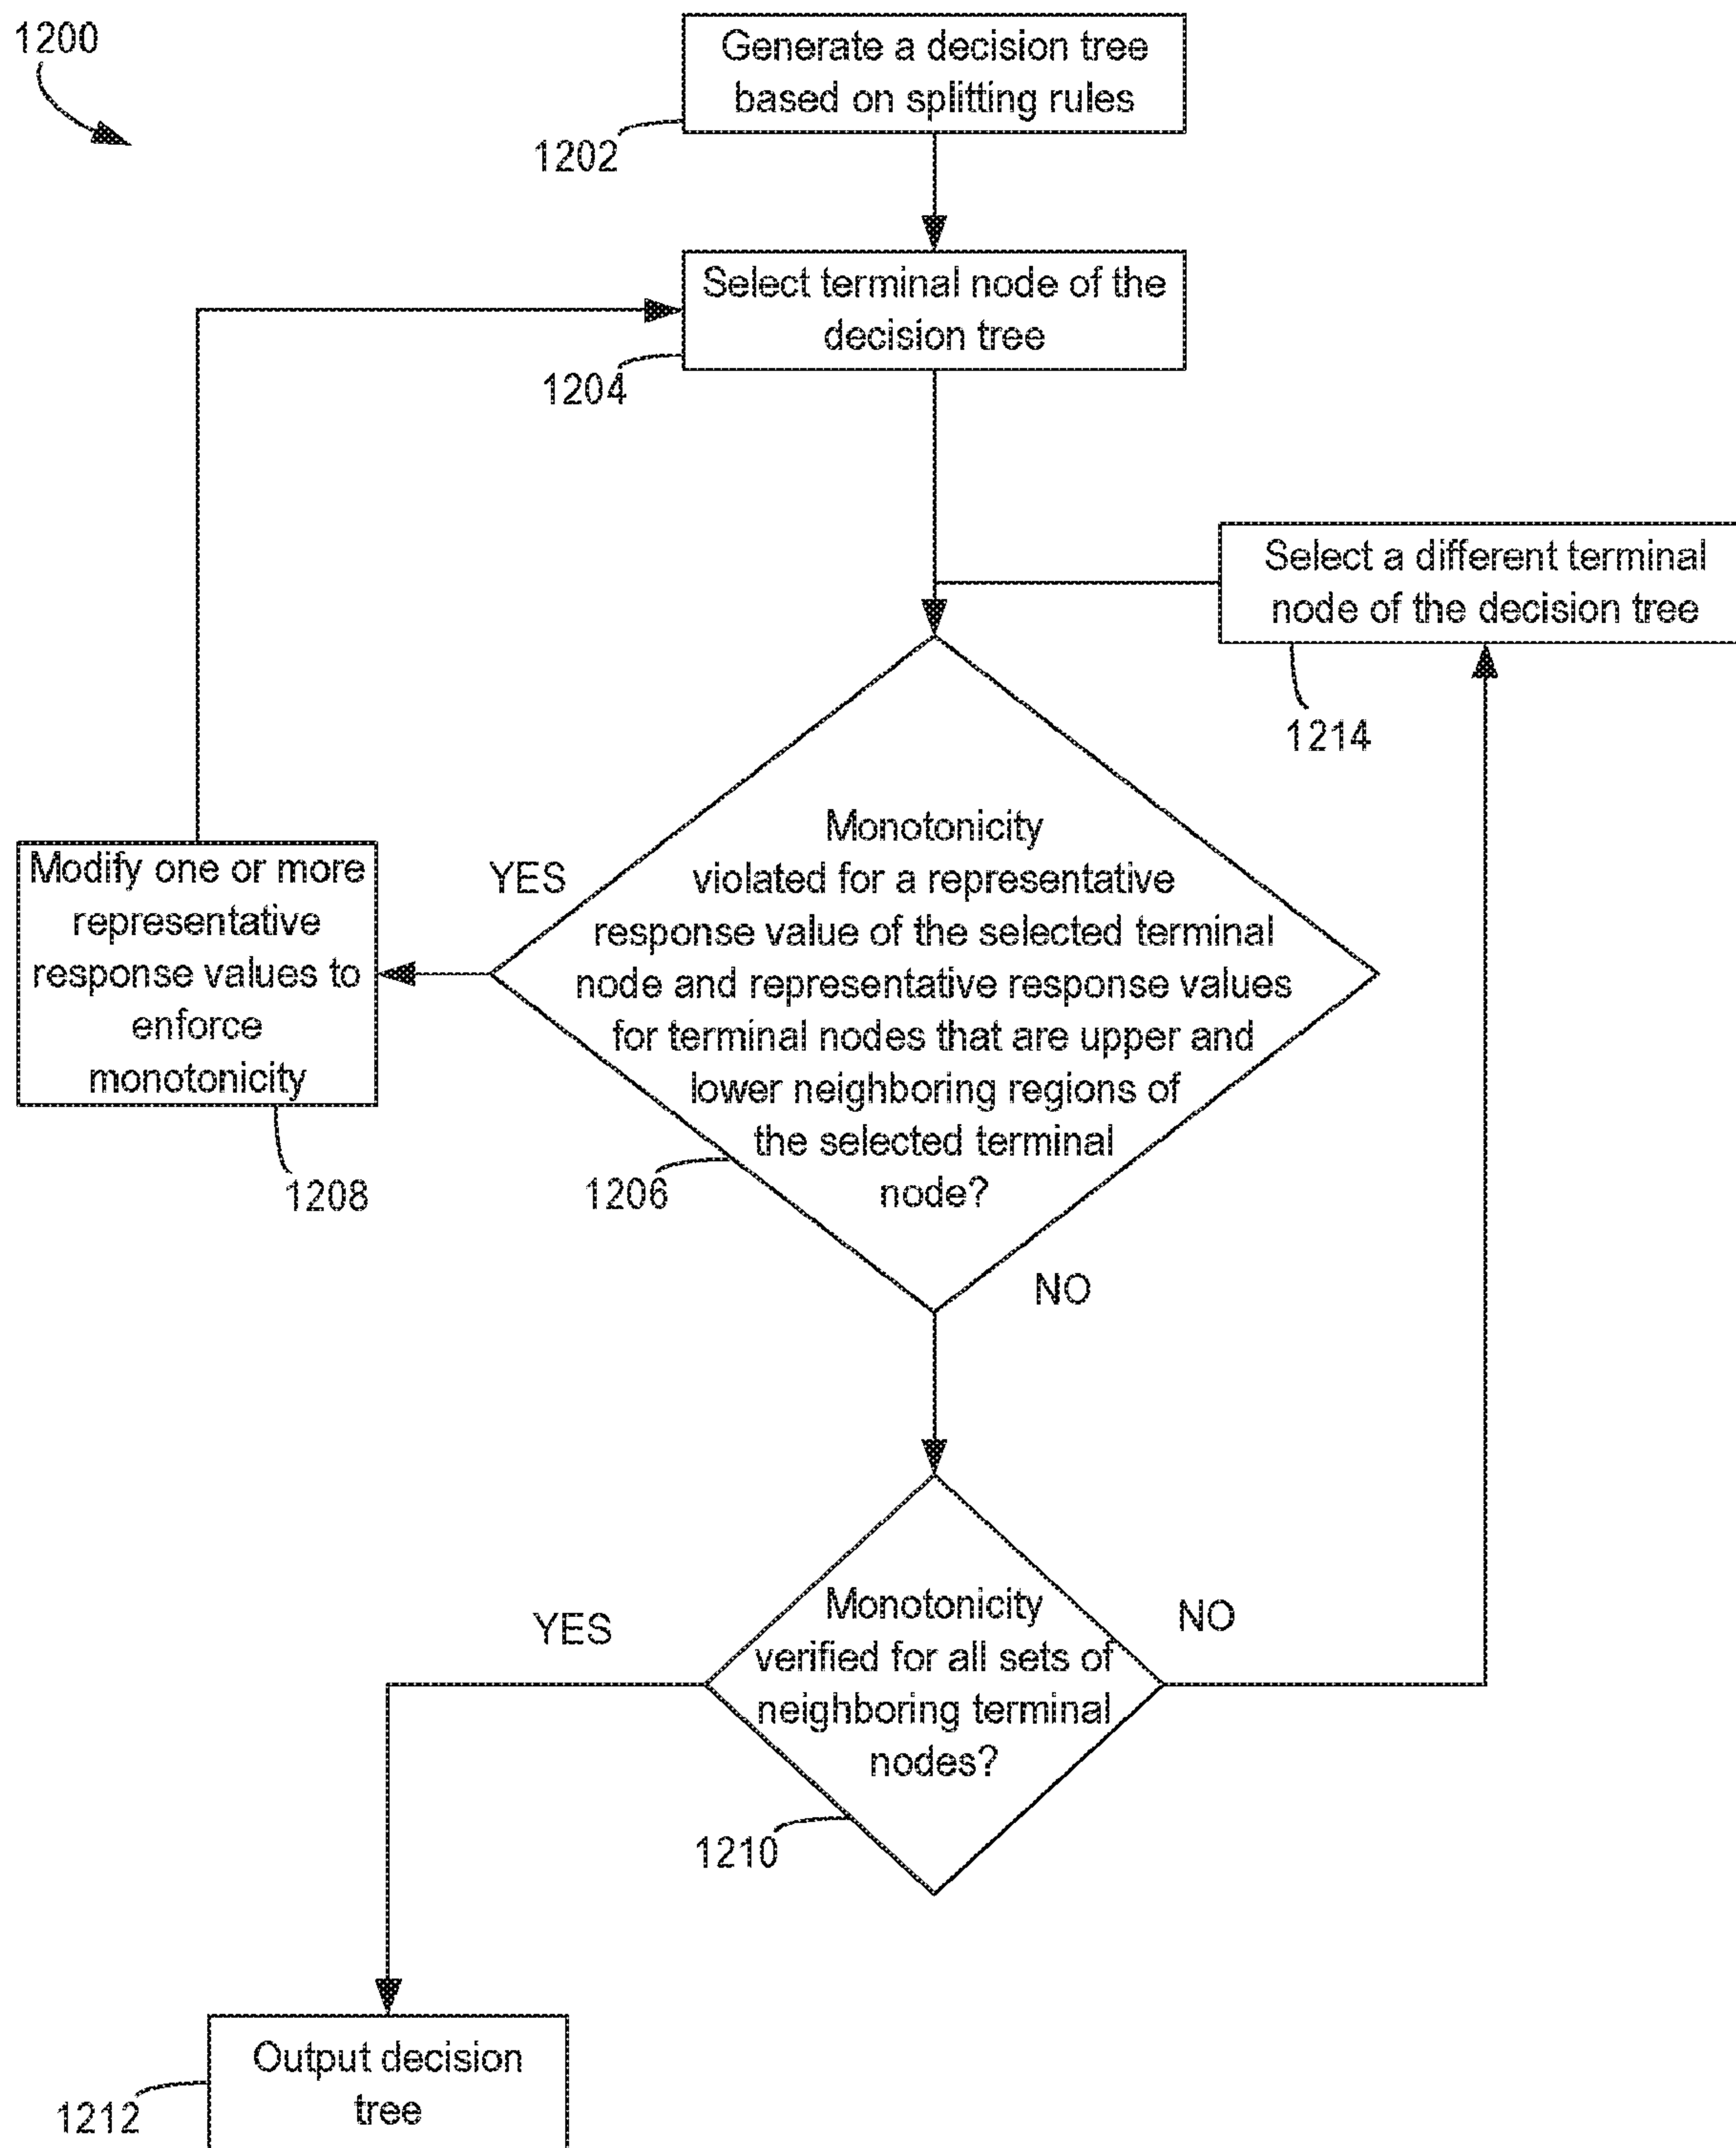 1200
Generate a decision tree
based on splitting rules
1202
Select terminal node of the
decision tree
1204
Select a different terminal
node of the decision tree
1214
Monotonicity
violated for a representative
response value of the selected terminal
node and representative response values
for terminal nodes that are upper and
lower neighboring regions of
the selected terminal
node?
1206
YES
Modify one or more
representative
response values to
enforce
monotonicity
1208
NO
Monotonicity
verified for all sets of
neighboring terminal
nodes?
1210
YES
NO
Output decision
tree
1212